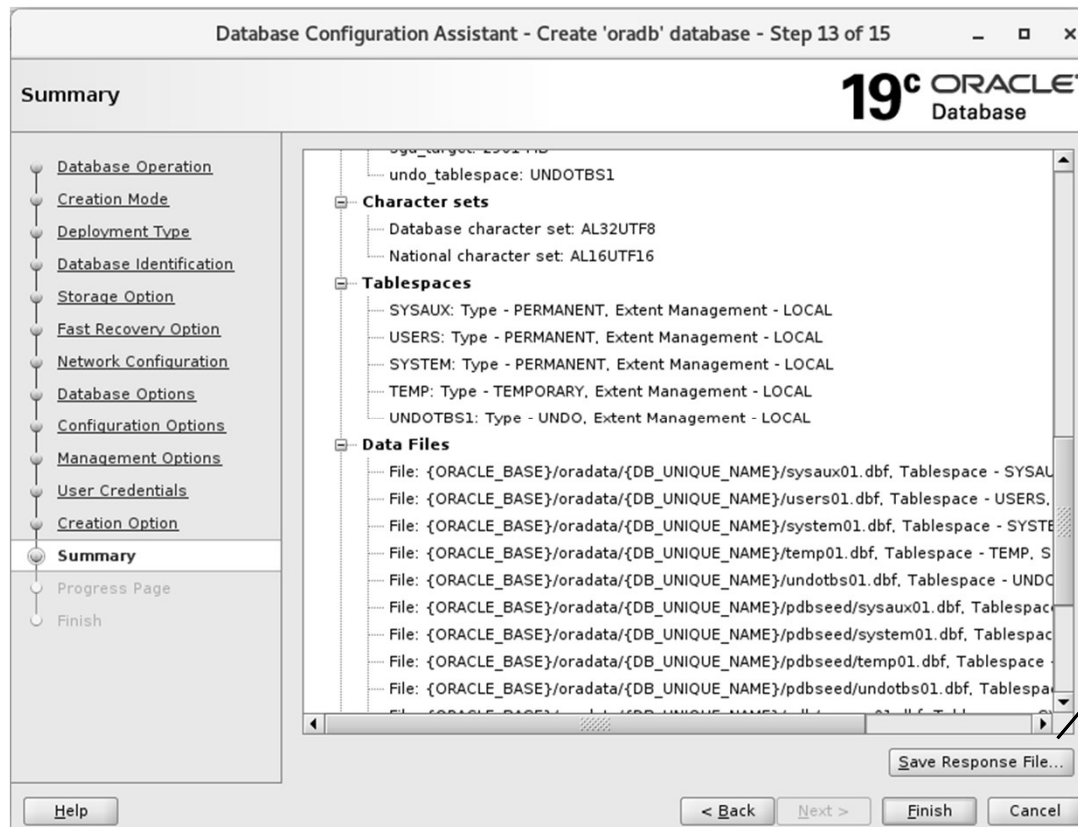 Database Configuration Assistant - Create 'oradb' database - Step 13 of 15
Summary
19c ORACLE
Database
Database Operation
Creation Mode
Deployment Type
Database Identification
Storage Option
Fast Recovery Option
Network Configuration
Database Options
Configuration Options
Management Options
User Credentials
Creation Option
Summary
Progress Page
Finish
undo_tablespace: UNDOTBS1
Character sets
Database character set: AL32UTF8
National character set: AL16UTF16
Tablespaces
SYSAUX: Type - PERMANENT, Extent Management - LOCAL
USERS: Type - PERMANENT, Extent Management - LOCAL
SYSTEM: Type - PERMANENT, Extent Management - LOCAL
TEMP: Type - TEMPORARY, Extent Management - LOCAL
UNDOTBS1: Type - UNDO, Extent Management - LOCAL
Data Files
File: {ORACLE_BASE}/oradata/{DB_UNIQUE_NAME}/sysaux01.dbf, Tablespace - SYSAU
File: {ORACLE_BASE}/oradata/{DB_UNIQUE_NAME}/users01.dbf, Tablespace - USERS,
File: {ORACLE_BASE}/oradata/{DB_UNIQUE_NAME}/system01.dbf, Tablespace - SYSTE
File: {ORACLE_BASE}/oradata/{DB_UNIQUE_NAME}/temp01.dbf, Tablespace - TEMP, S
File: {ORACLE_BASE}/oradata/{DB_UNIQUE_NAME}/undotbs01.dbf, Tablespace - UNDO
File: {ORACLE_BASE}/oradata/{DB_UNIQUE_NAME}/pdbseed/sysaux01.dbf, Tablespac
File: {ORACLE_BASE}/oradata/{DB_UNIQUE_NAME}/pdbseed/system01.dbf, Tablespac
File: {ORACLE_BASE}/oradata/{DB_UNIQUE_NAME}/pdbseed/temp01.dbf, Tablespace -
File: {ORACLE_BASE}/oradata/{DB_UNIQUE_NAME}/pdbseed/undotbs01.dbf, Tablespa
Save Response File...
Help
< Back
Next >
Finish
Cancel